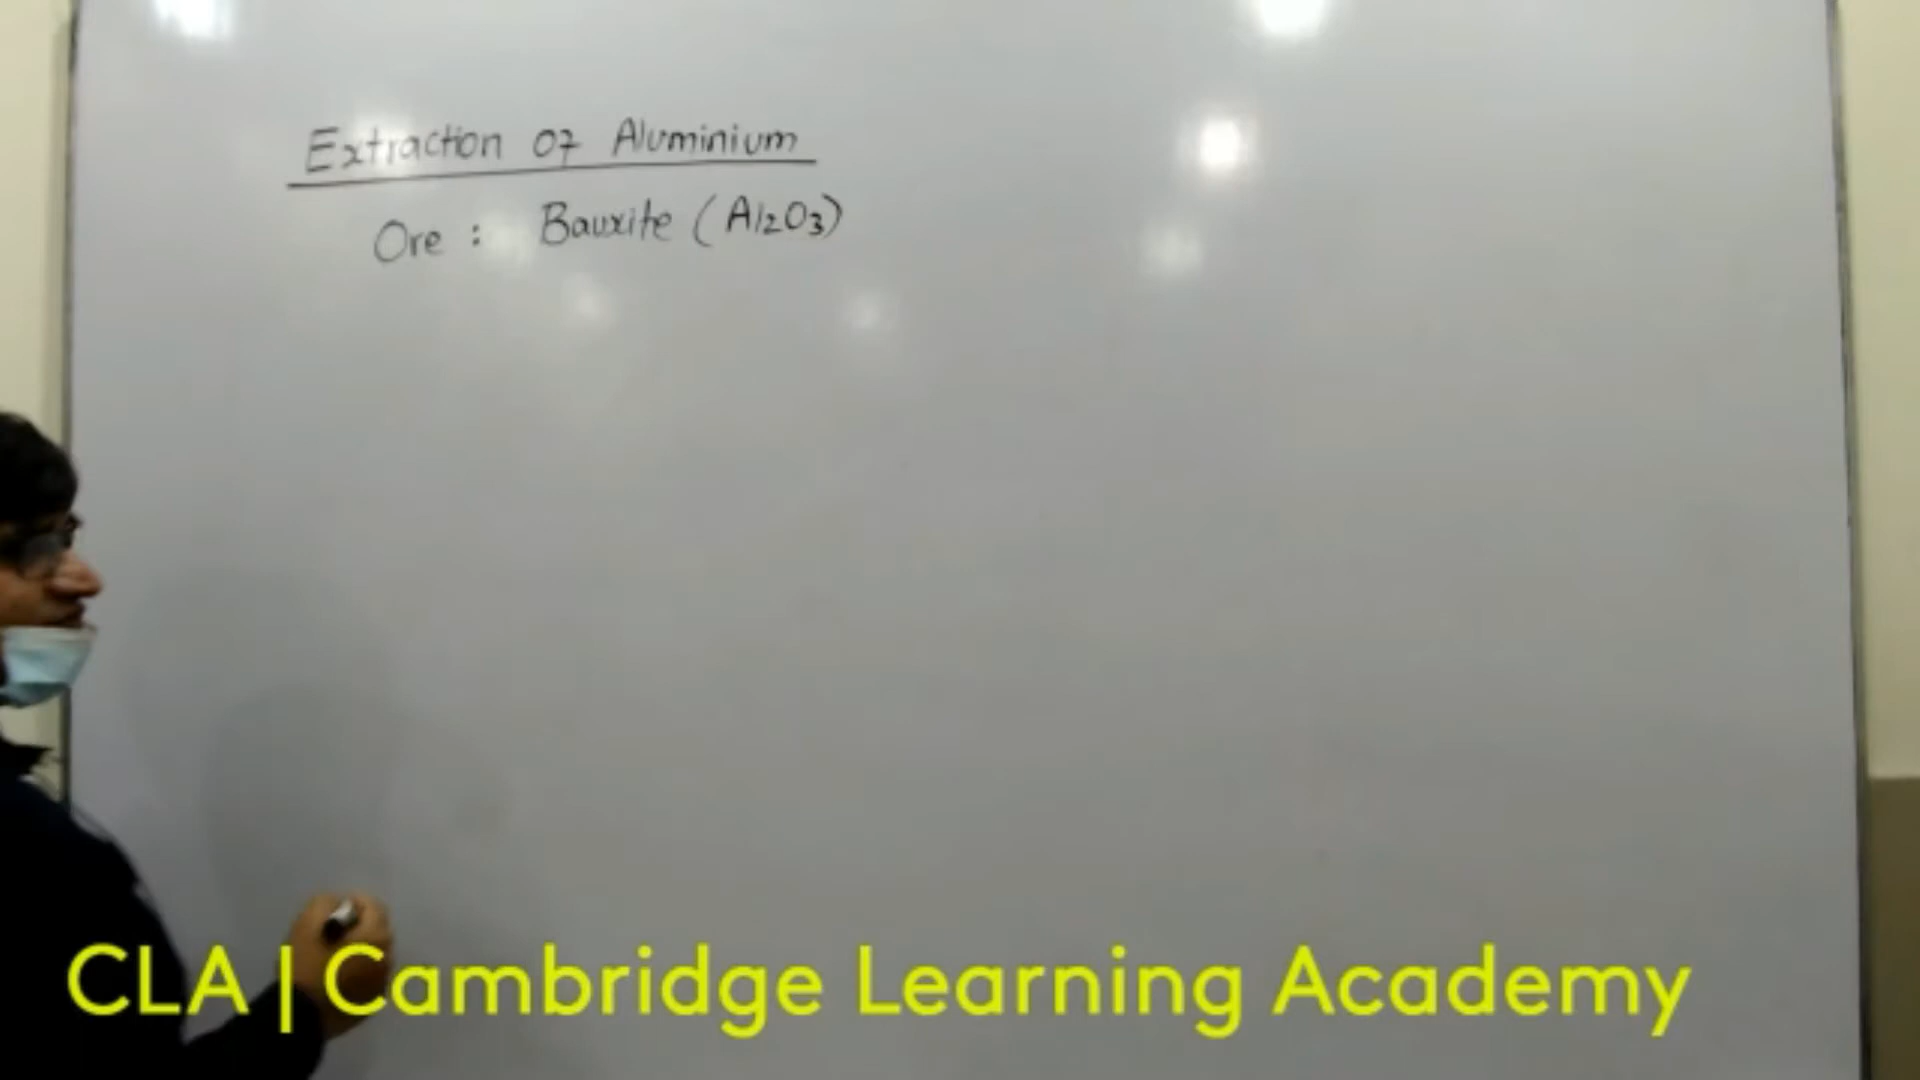 Extraction of Aluminium
Ore : Bauxite (Al2O3)
CLA | Cambridge Learning Academy